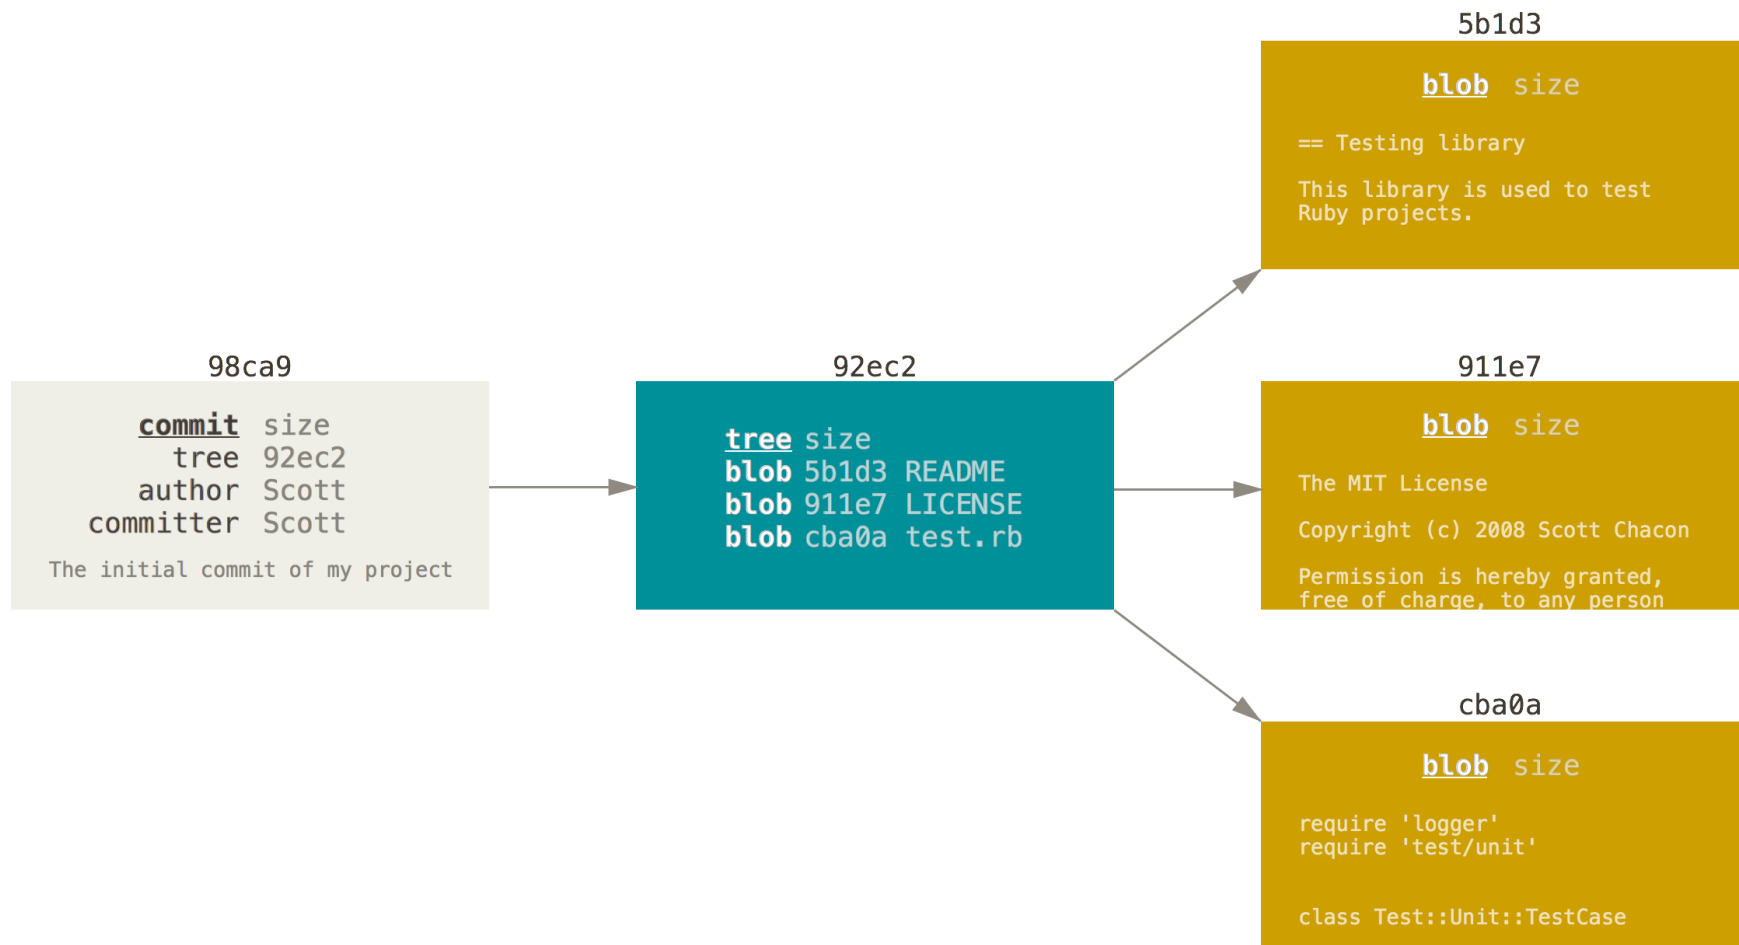 98ca9
commit size
tree 92ec2
author Scott
committer Scott
The initial commit of my project
92ec2
tree size
blob 5b1d3 README
blob 911e7 LICENSE
blob cba0a test.rb
5b1d3
blob size
== Testing library
This library is used to test
Ruby projects.
911e7
blob size
The MIT License
Copyright (c) 2008 Scott Chacon
Permission is hereby granted,
free of charge, to any person
cba0a
blob size
require 'logger'
require 'test/unit'
class Test::Unit::TestCase